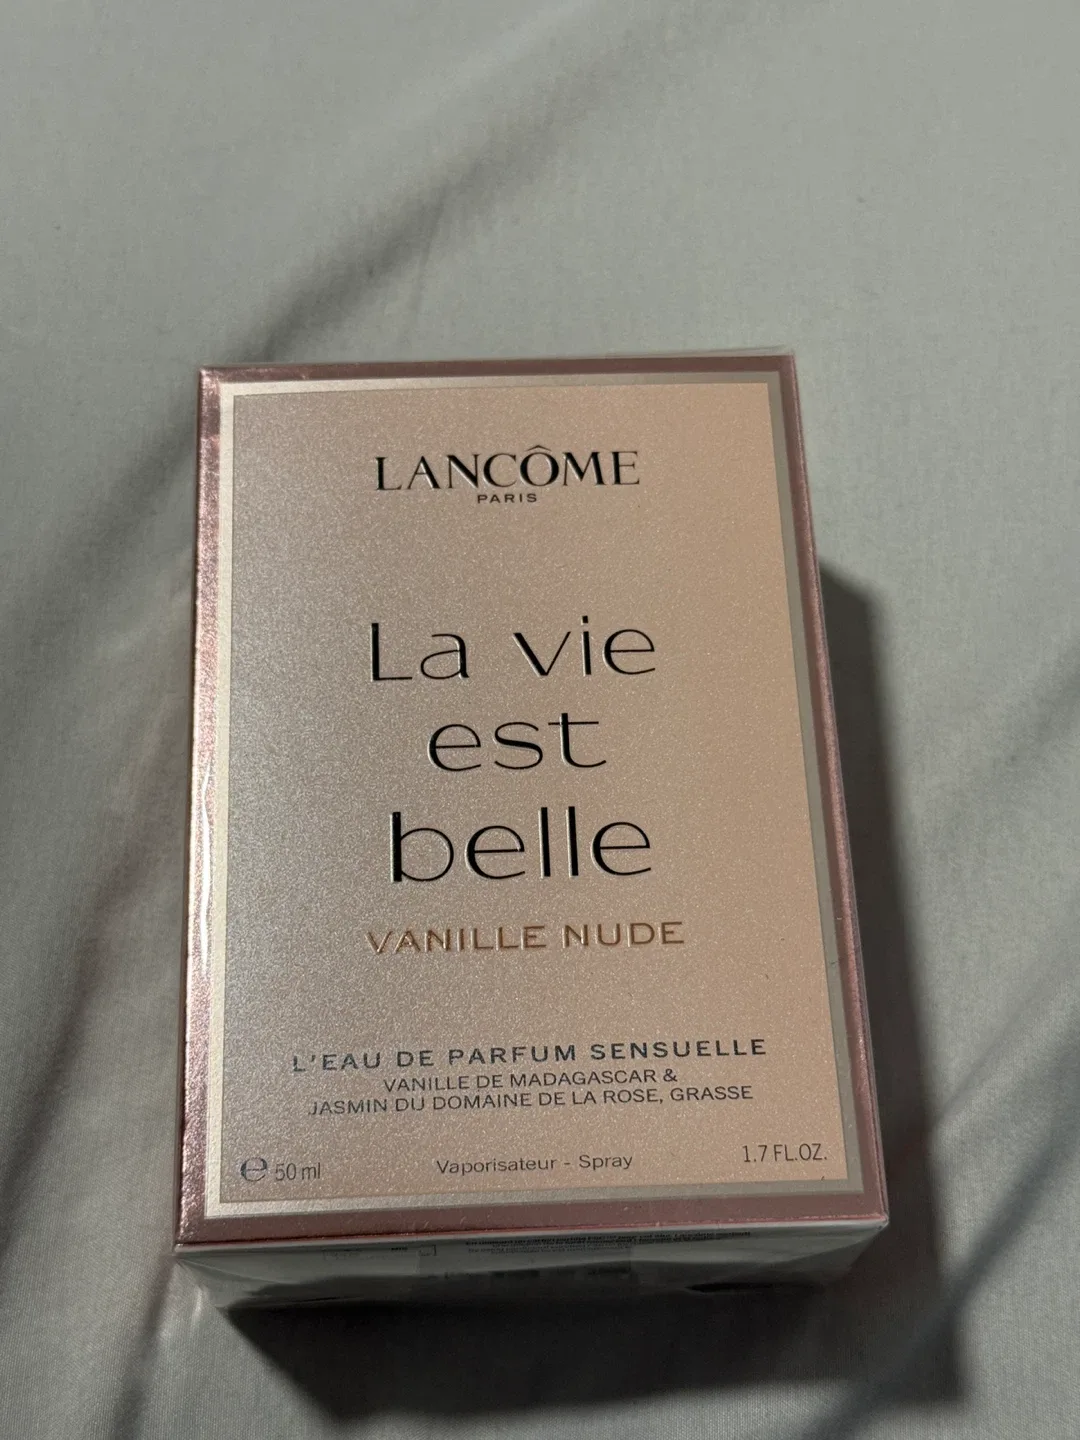 LANCÔME
PARIS
La vie
est
belle
VANILLE NUDE
L'EAU DE PARFUM SENSUELLE
VANILLE DE MADAGASCAR &
JASMIN DU DOMAINE DE LA ROSE, GRASSE
℮ 50 ml
Vaporisateur - Spray
1.7 FL.OZ.